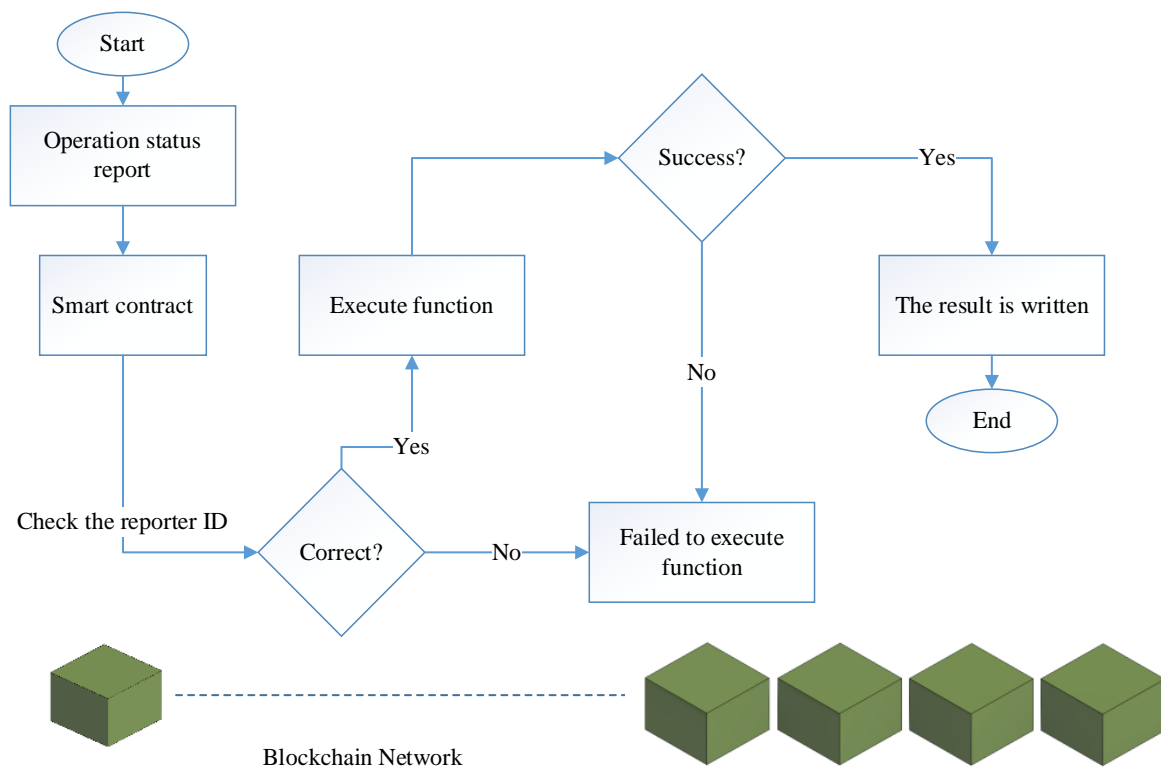 Start
Operation status
report
Smart contract
Check the reporter ID
Correct?
Yes
No
Execute function
Success?
Yes
No
Failed to execute
function
The result is written
End
Blockchain Network